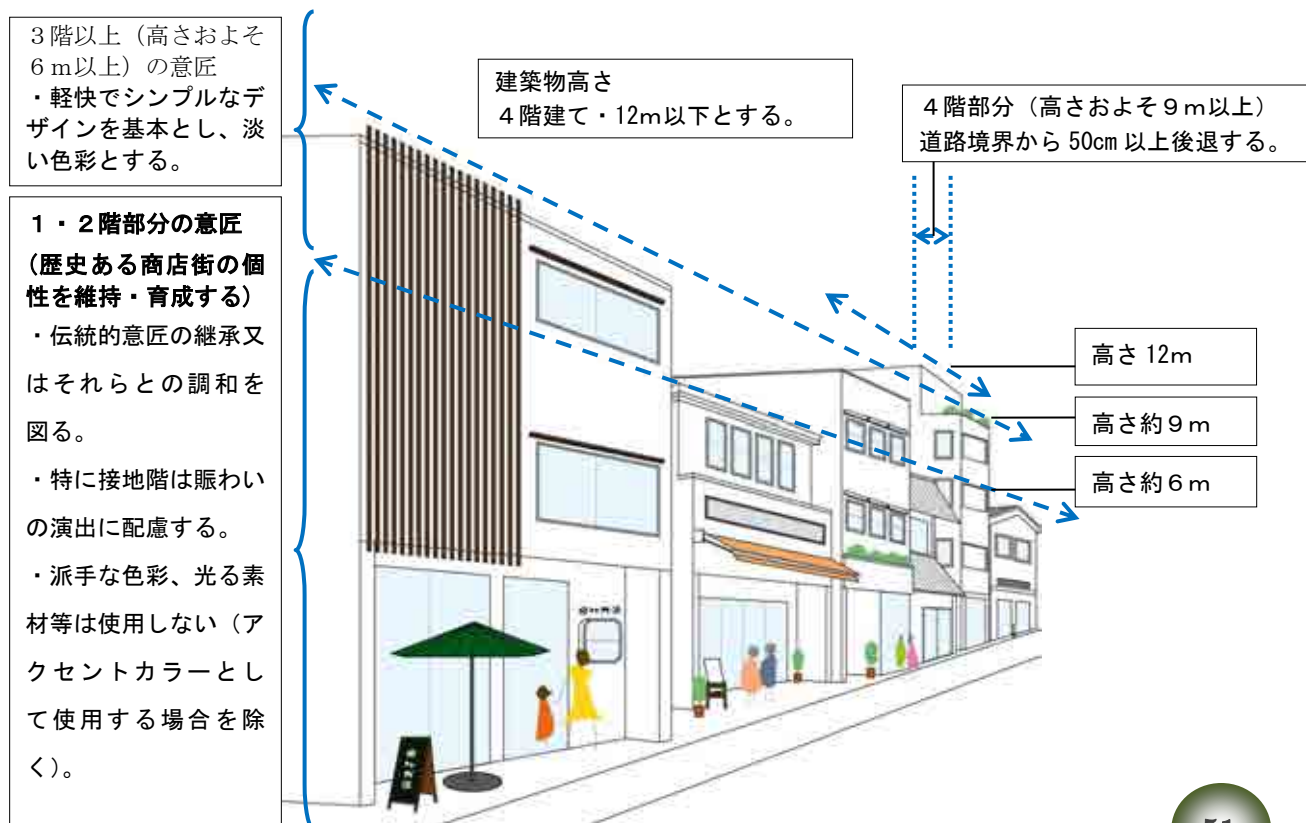 3階以上（高さおよそ
6ｍ以上）の意匠
・軽快でシンプルなデ
ザインを基本とし、淡
い色彩とする。
建築物高さ
4階建て・12ｍ以下とする。
4階部分（高さおよそ9ｍ以上）
道路境界から 50cm 以上後退する。
1・2階部分の意匠
（歴史ある商店街の個
性を維持・育成する）
・伝統的意匠の継承又
はそれらとの調和を
図る。
・特に接地階は賑わい
の演出に配慮する。
・派手な色彩、光る素
材等は使用しない（ア
クセントカラーとし
て使用する場合を除
く）。
高さ 12ｍ
高さ約9ｍ
高さ約6ｍ